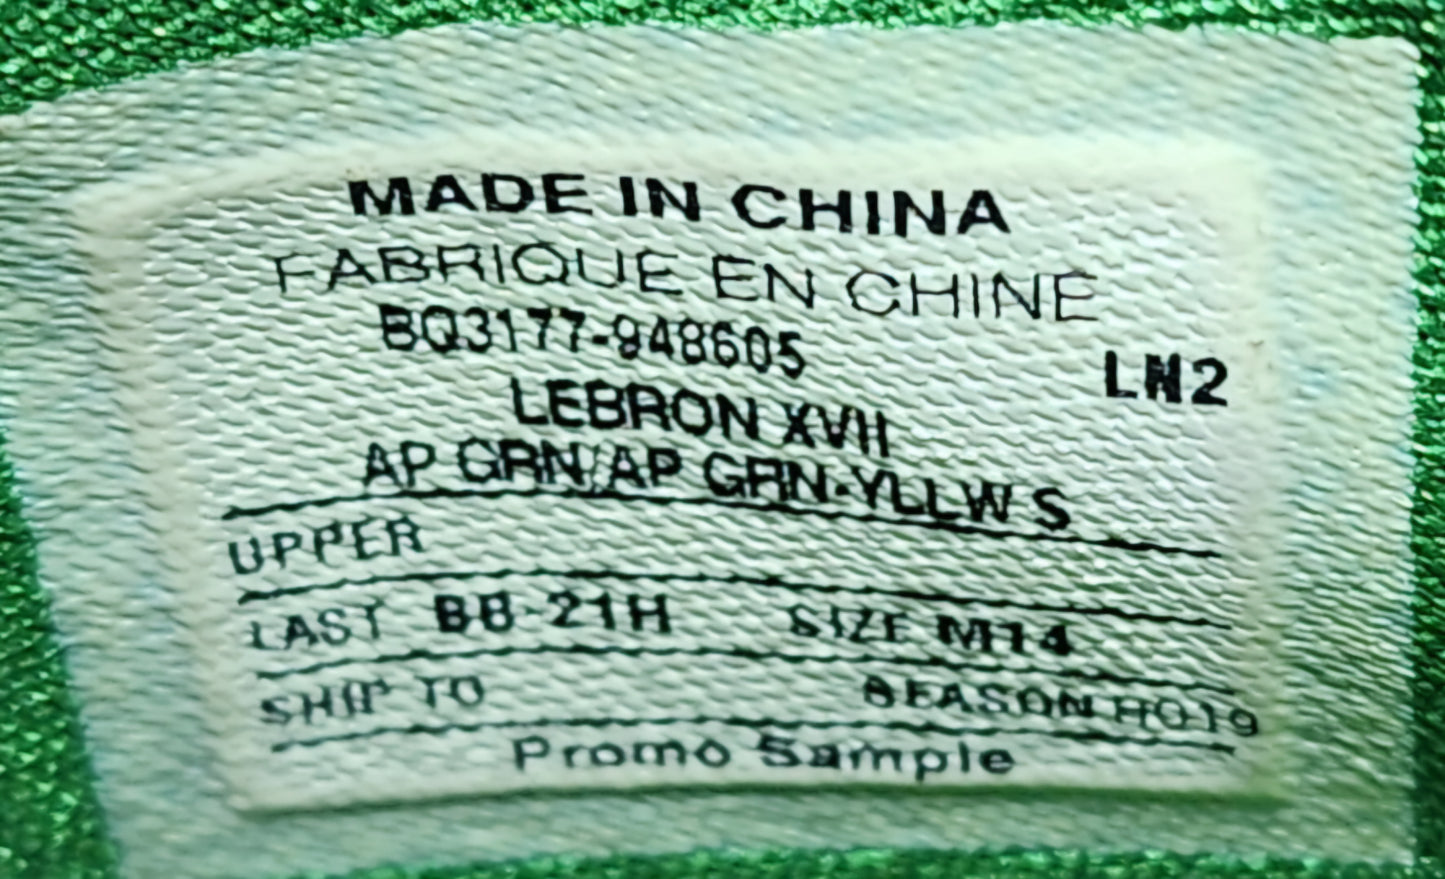 MADE IN CHINA
FABRIQUE EN CHINE
BQ3177-948605
LN2
LEBRON XVII
AP GRN/AP GRN-YLLW S
UPPER
LAST BB-21H SIZE M14
SHIP TO SEASON HO19
Promo Sample